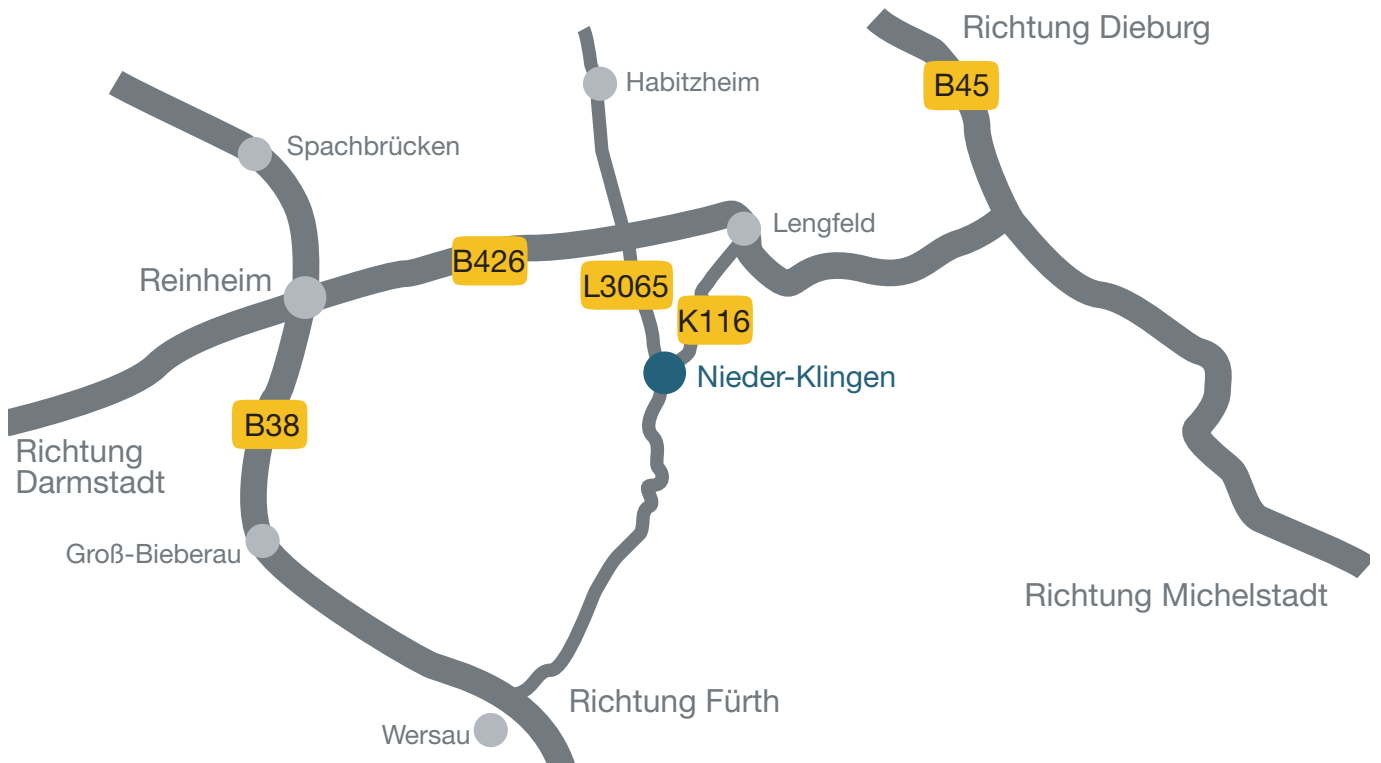 Richtung Dieburg
B45
Habitzheim
Spachbrücken
Lengfeld
B426
Reinheim
L3065
K116
Nieder-Klingen
B38
Richtung
Darmstadt
Groß-Bieberau
Richtung Michelstadt
Richtung Fürth
Wersau